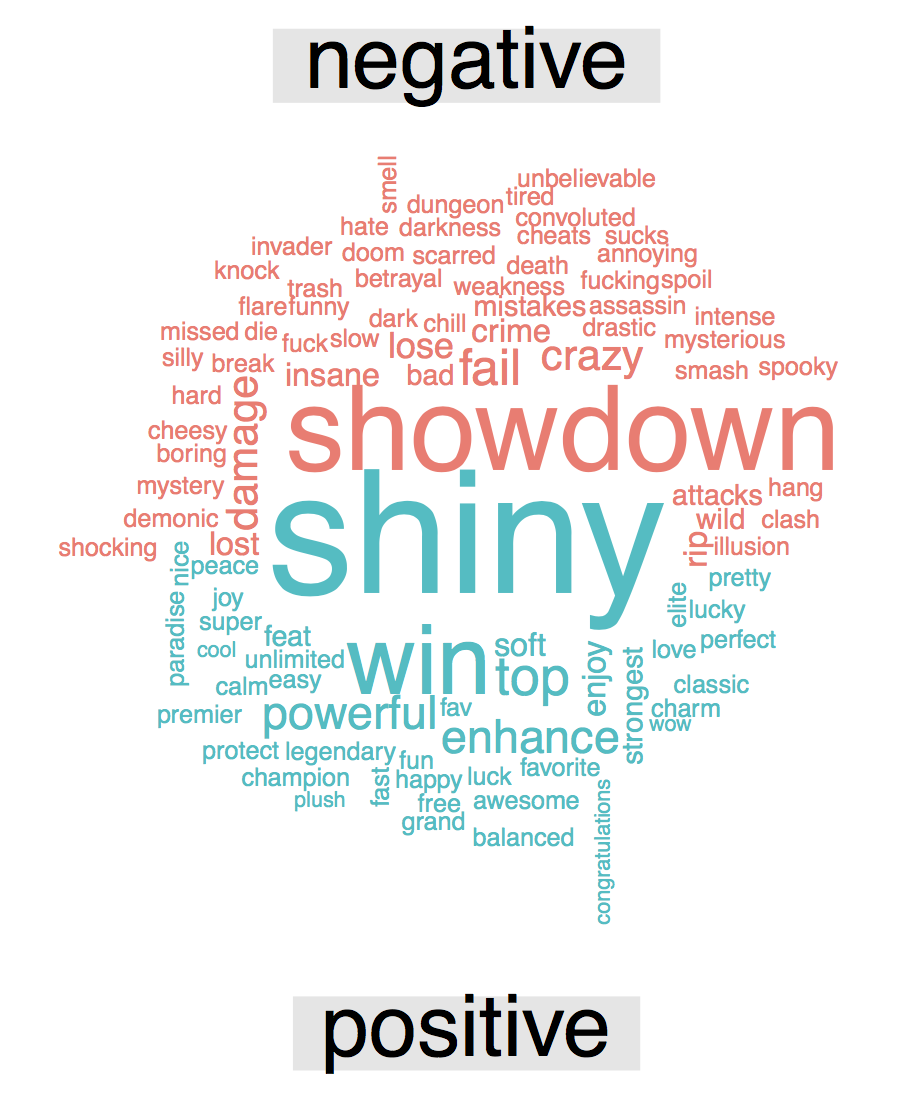 negative
smell
unbelievable
tired
dungeon
convoluted
hate darkness
cheats sucks
invader
doom scarred
annoying
knock
betrayal
death
weakness
fucking spoil
trash
flare funny
mistakes assassin
intense
missed die
dark chill
crime
drastic
mysterious
fuck slow
lose
silly break
fail crazy
smash spooky
insane
bad
hard
damage
showdown
cheesy
boring
mystery
shiny
attacks hang
demonic
wild clash
shocking
lost
rip
illusion
nice
peace
pretty
joy
paradise
elite
lucky
super
feat
win
soft
perfect
cool
unlimited
love
calm easy
top
enjoy
strongest
classic
premier
powerful
fav
charm
wow
enhance
protect legendary
fun
favorite
champion
fast
happy luck
plush
free awesome
grand
balanced
congratulations
positive